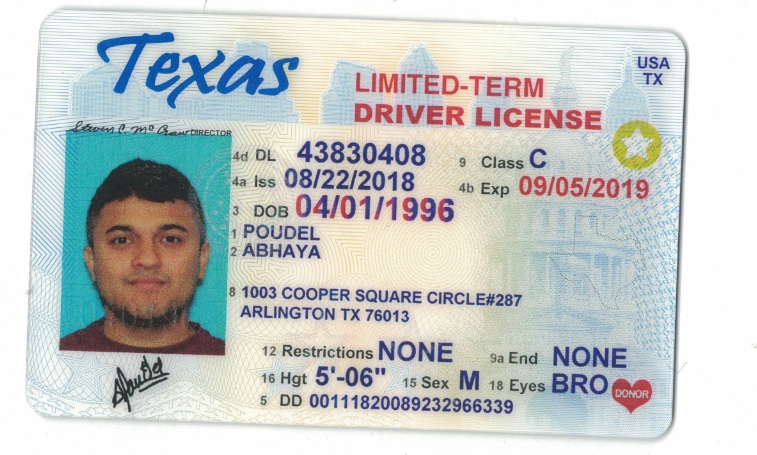 Texas
USA
TX
LIMITED-TERM
DRIVER LICENSE
Steven C. McCraw DIRECTOR
4d DL 43830408 9 Class C
4a Iss 08/22/2018 4b Exp 09/05/2019
3 DOB 04/01/1996
1 POUDEL
2 ABHAYA
8 1003 COOPER SQUARE CIRCLE#287
ARLINGTON TX 76013
12 Restrictions NONE 9a End NONE
16 Hgt 5'-06" 15 Sex M 18 Eyes BRO
5 DD 00111820089232966339
DONOR